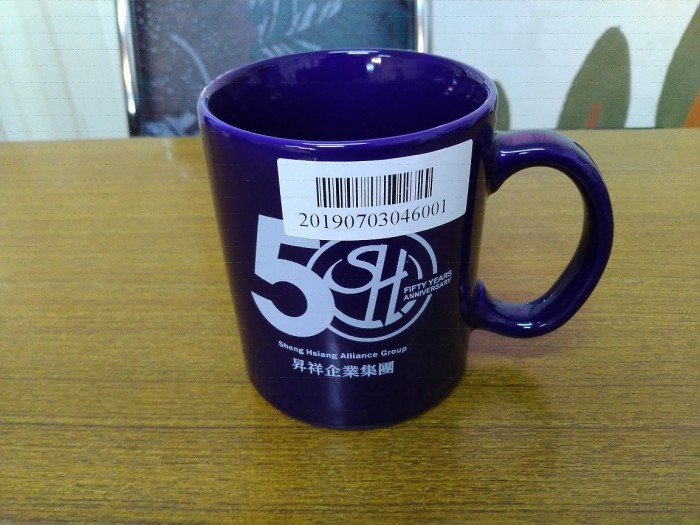 20190703046001
50
SH
FIFTY YEARS
ANNIVERSARY
Sheng Hsiang Alliance Group
昇祥企業集團